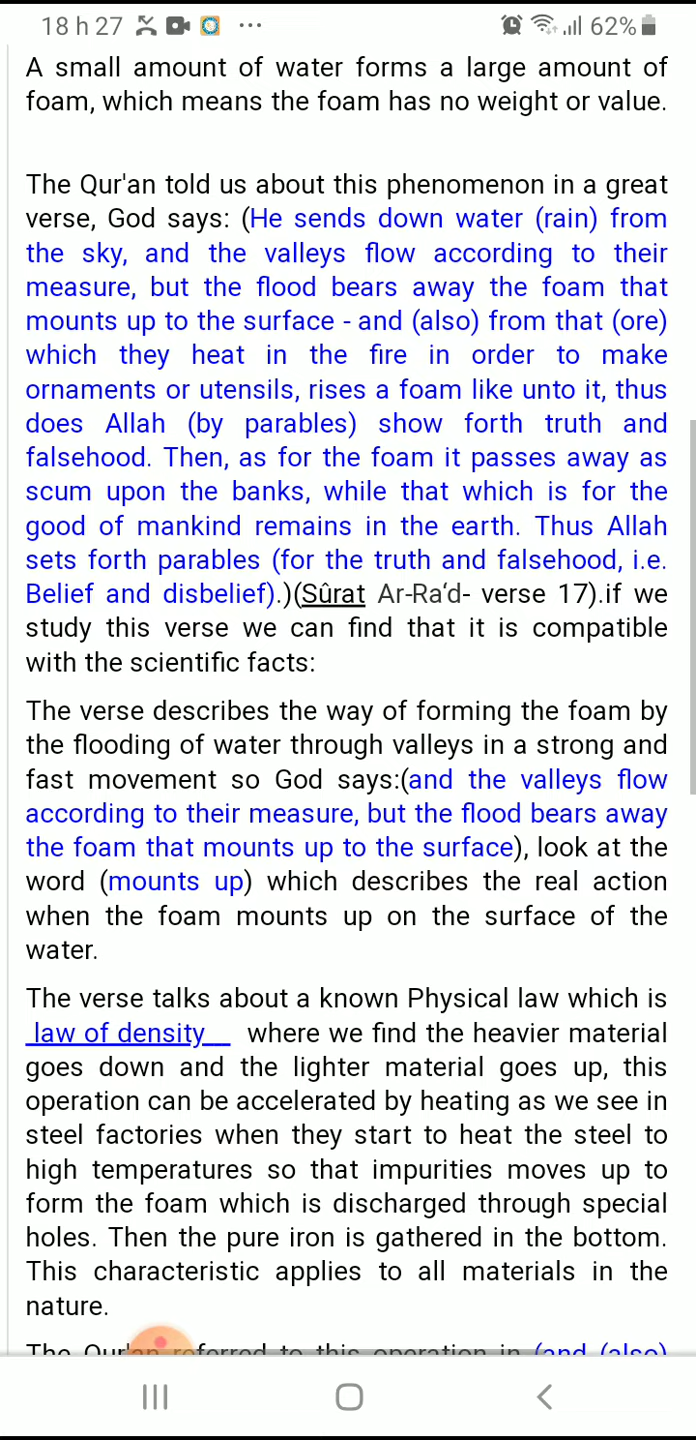 18 h 27 62%
A small amount of water forms a large amount of
foam, which means the foam has no weight or value.
The Qur'an told us about this phenomenon in a great
verse, God says: (He sends down water (rain) from
the sky, and the valleys flow according to their
measure, but the flood bears away the foam that
mounts up to the surface - and (also) from that (ore)
which they heat in the fire in order to make
ornaments or utensils, rises a foam like unto it, thus
does Allah (by parables) show forth truth and
falsehood. Then, as for the foam it passes away as
scum upon the banks, while that which is for the
good of mankind remains in the earth. Thus Allah
sets forth parables (for the truth and falsehood, i.e.
Belief and disbelief).)(Sûrat Ar-Ra‘d- verse 17).if we
study this verse we can find that it is compatible
with the scientific facts:
The verse describes the way of forming the foam by
the flooding of water through valleys in a strong and
fast movement so God says:(and the valleys flow
according to their measure, but the flood bears away
the foam that mounts up to the surface), look at the
word (mounts up) which describes the real action
when the foam mounts up on the surface of the
water.
The verse talks about a known Physical law which is
law of density where we find the heavier material
goes down and the lighter material goes up, this
operation can be accelerated by heating as we see in
steel factories when they start to heat the steel to
high temperatures so that impurities moves up to
form the foam which is discharged through special
holes. Then the pure iron is gathered in the bottom.
This characteristic applies to all materials in the
nature.
The Qur'an referred to this operation in (and (also)